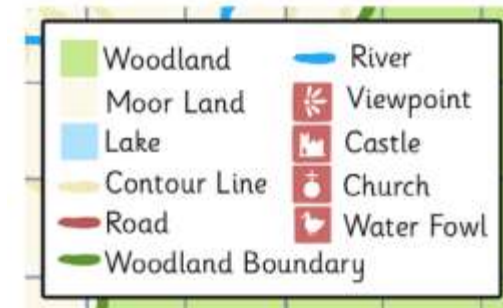 Woodland
Moor Land
Lake
Contour Line
Road
Woodland Boundary
River
Viewpoint
Castle
Church
Water Fowl